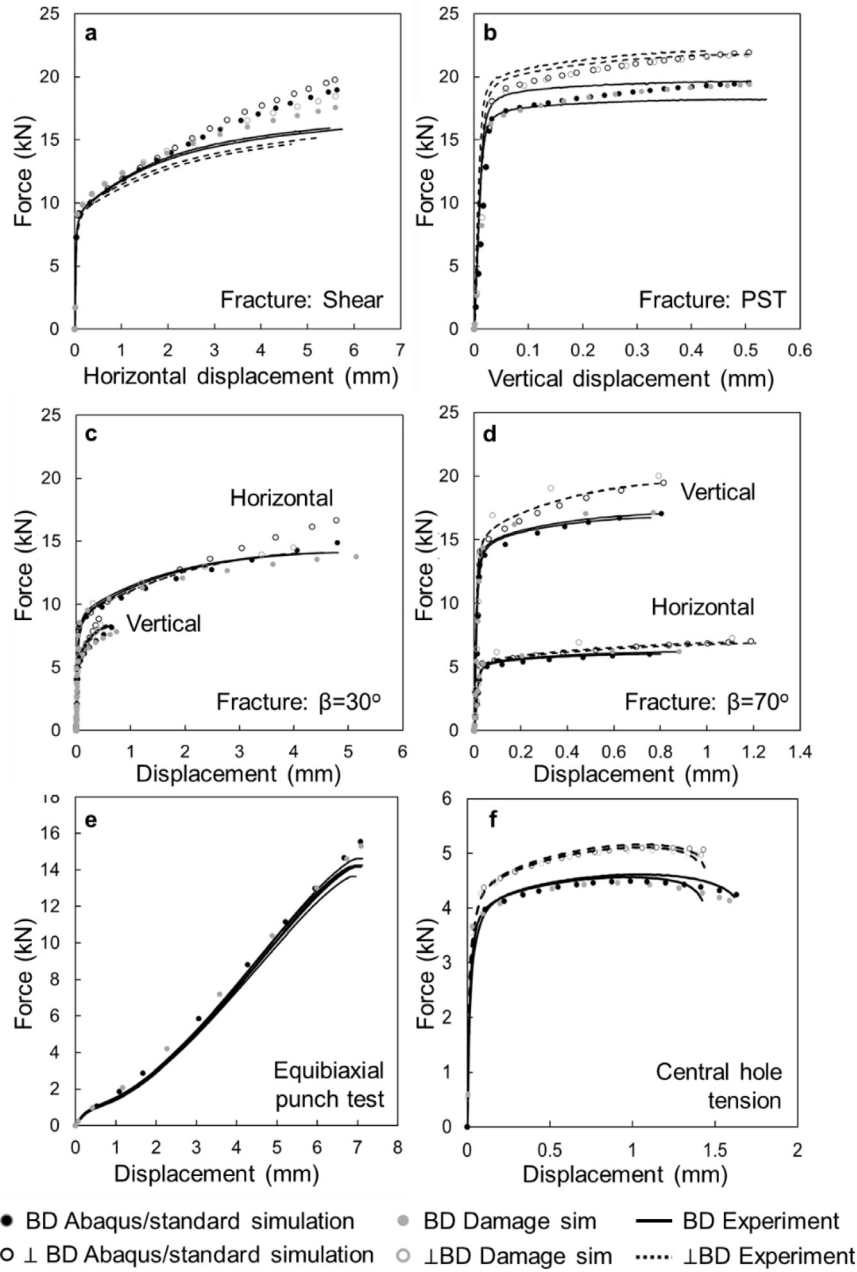 a
25
20
15
10
5
0
Force (kN)
Fracture: Shear
0 1 2 3 4 5 6 7
Horizontal displacement (mm)
b
25
20
15
10
5
0
Force (kN)
Fracture: PST
0 0.1 0.2 0.3 0.4 0.5 0.6
Vertical displacement (mm)
c
25
20
15
10
5
0
Force (kN)
Horizontal
Vertical
Fracture: β=30o
0 1 2 3 4 5 6
Displacement (mm)
d
25
20
15
10
5
0
Force (kN)
Vertical
Horizontal
Fracture: β=70o
0 0.2 0.4 0.6 0.8 1 1.2 1.4
Displacement (mm)
e
18
16
14
12
10
8
6
4
2
0
Force (kN)
Equibiaxial
punch test
0 1 2 3 4 5 6 7 8
Displacement (mm)
f
6
5
4
3
2
1
0
Force (kN)
Central hole
tension
0 0.5 1 1.5 2
Displacement (mm)
BD Abaqus/standard simulation BD Damage sim BD Experiment
⊥ BD Abaqus/standard simulation ⊥BD Damage sim ⊥BD Experiment